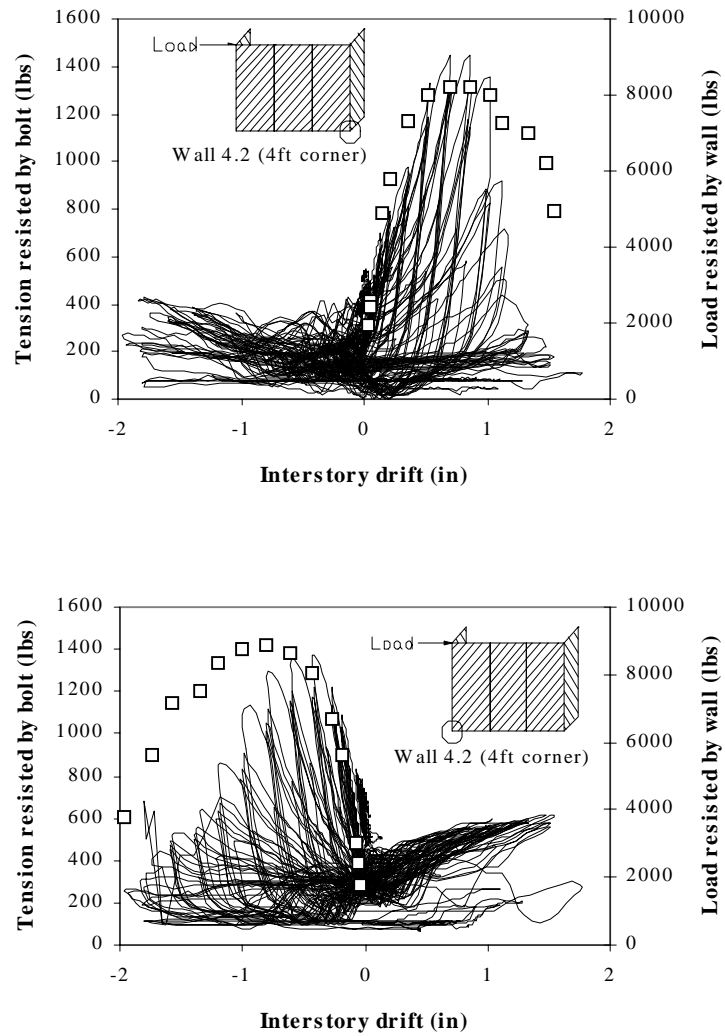 1600
1400
1200
1000
800
600
400
200
0
Tension resisted by bolt (lbs)
Load
Wall 4.2 (4ft corner)
10000
8000
6000
4000
2000
0
Load resisted by wall (lbs)
-2 -1 0 1 2
Interstory drift (in)
1600
1400
1200
1000
800
600
400
200
0
Tension resisted by bolt (lbs)
Load
Wall 4.2 (4ft corner)
10000
8000
6000
4000
2000
0
Load resisted by wall (lbs)
-2 -1 0 1 2
Interstory drift (in)